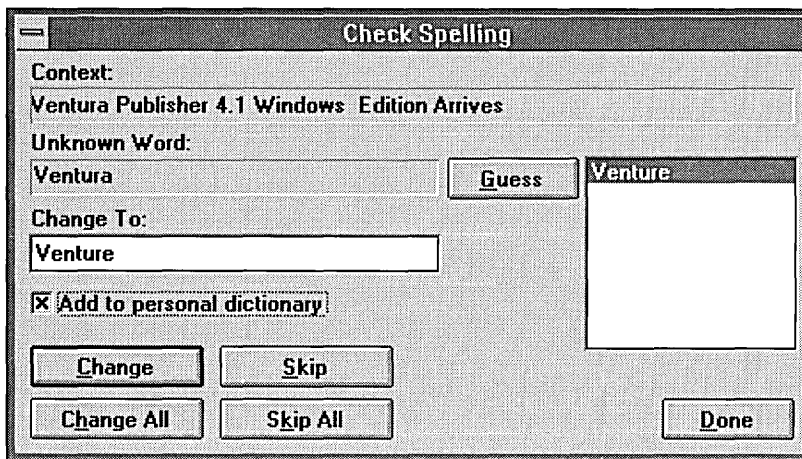 Check Spelling
Context:
Ventura Publisher 4.1 Windows  Edition Arrives
Unknown Word:
Ventura
Guess
Venture
Change To:
Venture
Add to personal dictionary
Change
Skip
Change All
Skip All
Done